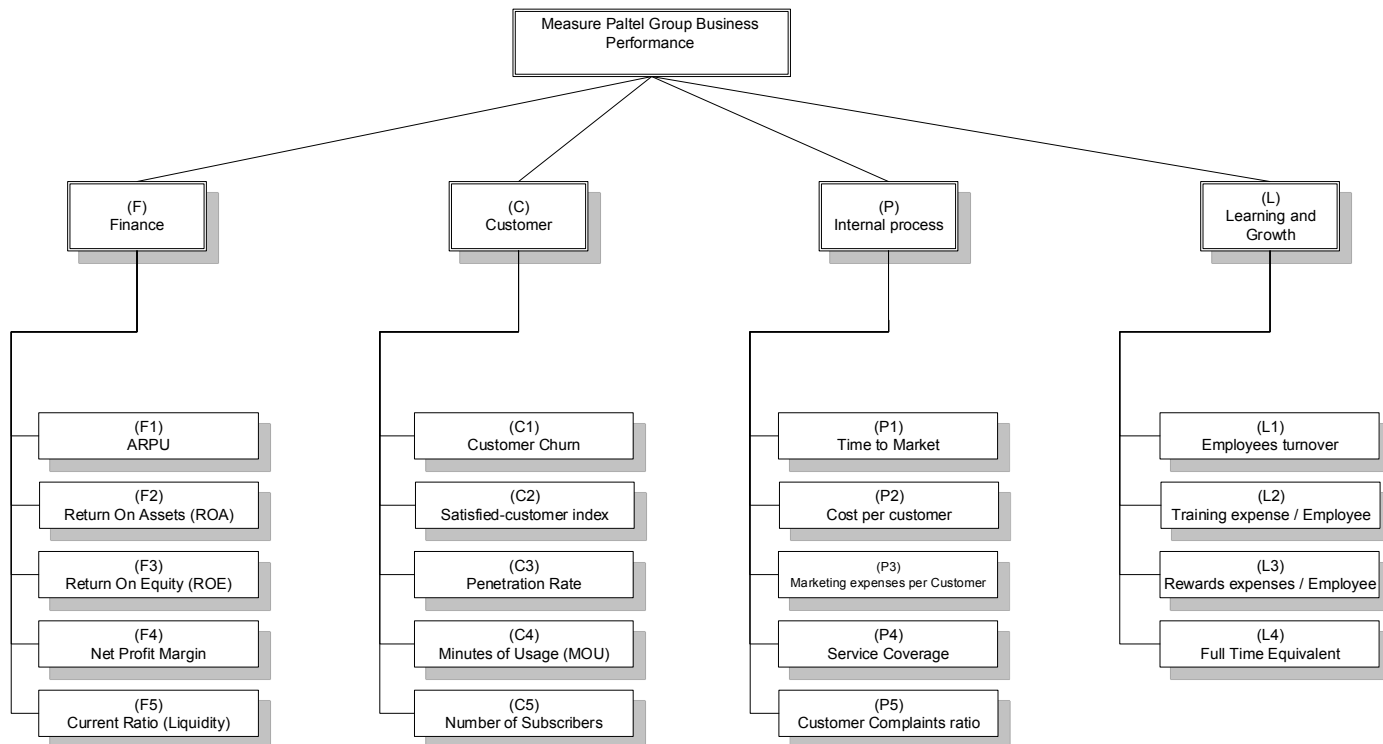 Measure Paltel Group Business
Performance
(F)
Finance
(C)
Customer
(P)
Internal process
(L)
Learning and
Growth
(F1)
ARPU
(F2)
Return On Assets (ROA)
(F3)
Return On Equity (ROE)
(F4)
Net Profit Margin
(F5)
Current Ratio (Liquidity)
(C1)
Customer Churn
(C2)
Satisfied-customer index
(C3)
Penetration Rate
(C4)
Minutes of Usage (MOU)
(C5)
Number of Subscribers
(P1)
Time to Market
(P2)
Cost per customer
(P3)
Marketing expenses per Customer
(P4)
Service Coverage
(P5)
Customer Complaints ratio
(L1)
Employees turnover
(L2)
Training expense / Employee
(L3)
Rewards expenses / Employee
(L4)
Full Time Equivalent